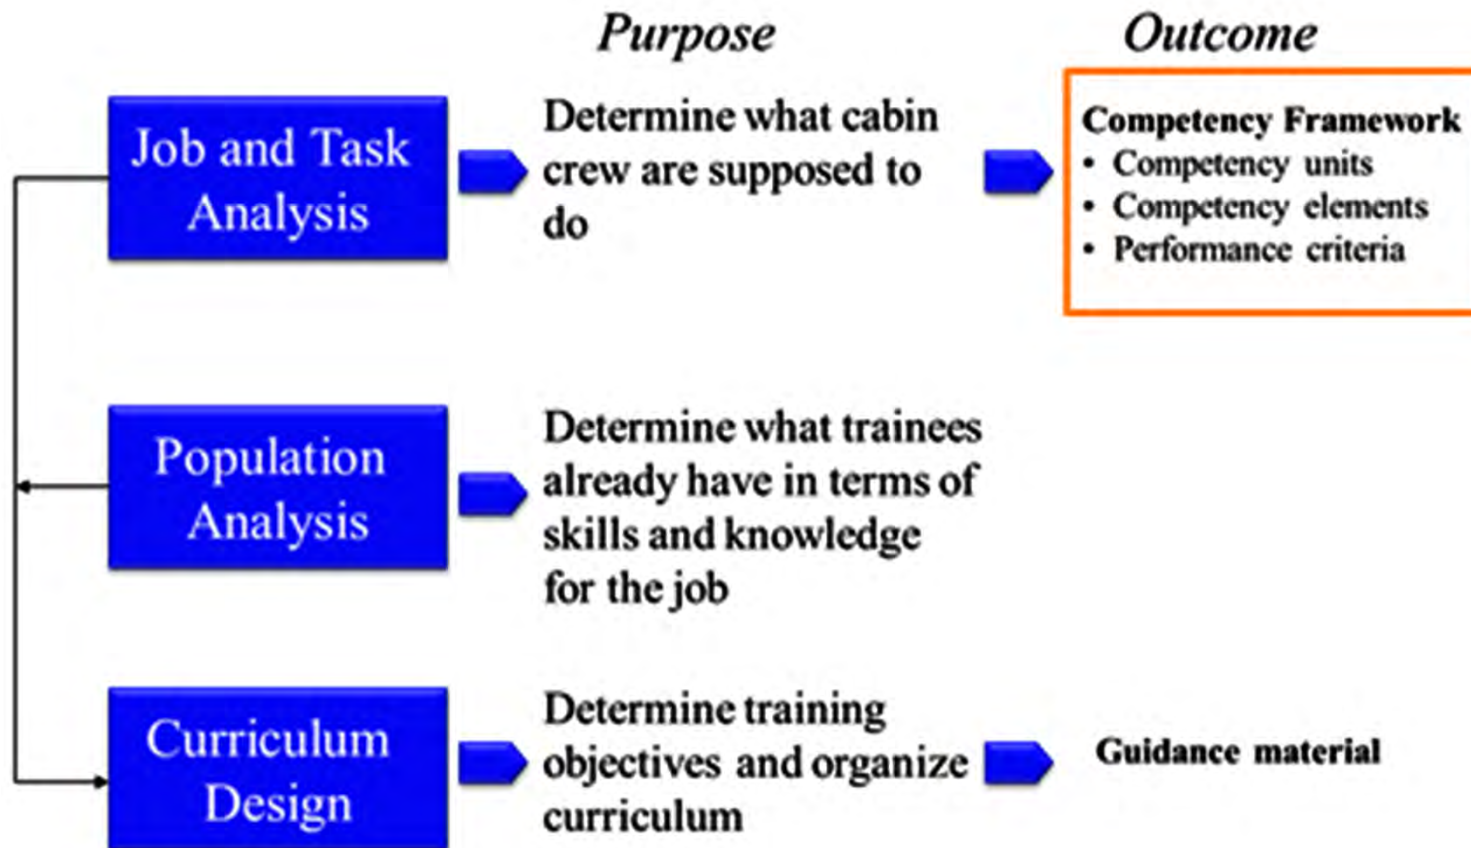 Purpose
Outcome
Job and Task
Analysis
Determine what cabin
crew are supposed to
do
Competency Framework
• Competency units
• Competency elements
• Performance criteria
Population
Analysis
Determine what trainees
already have in terms of
skills and knowledge
for the job
Curriculum
Design
Determine training
objectives and organize
curriculum
Guidance material